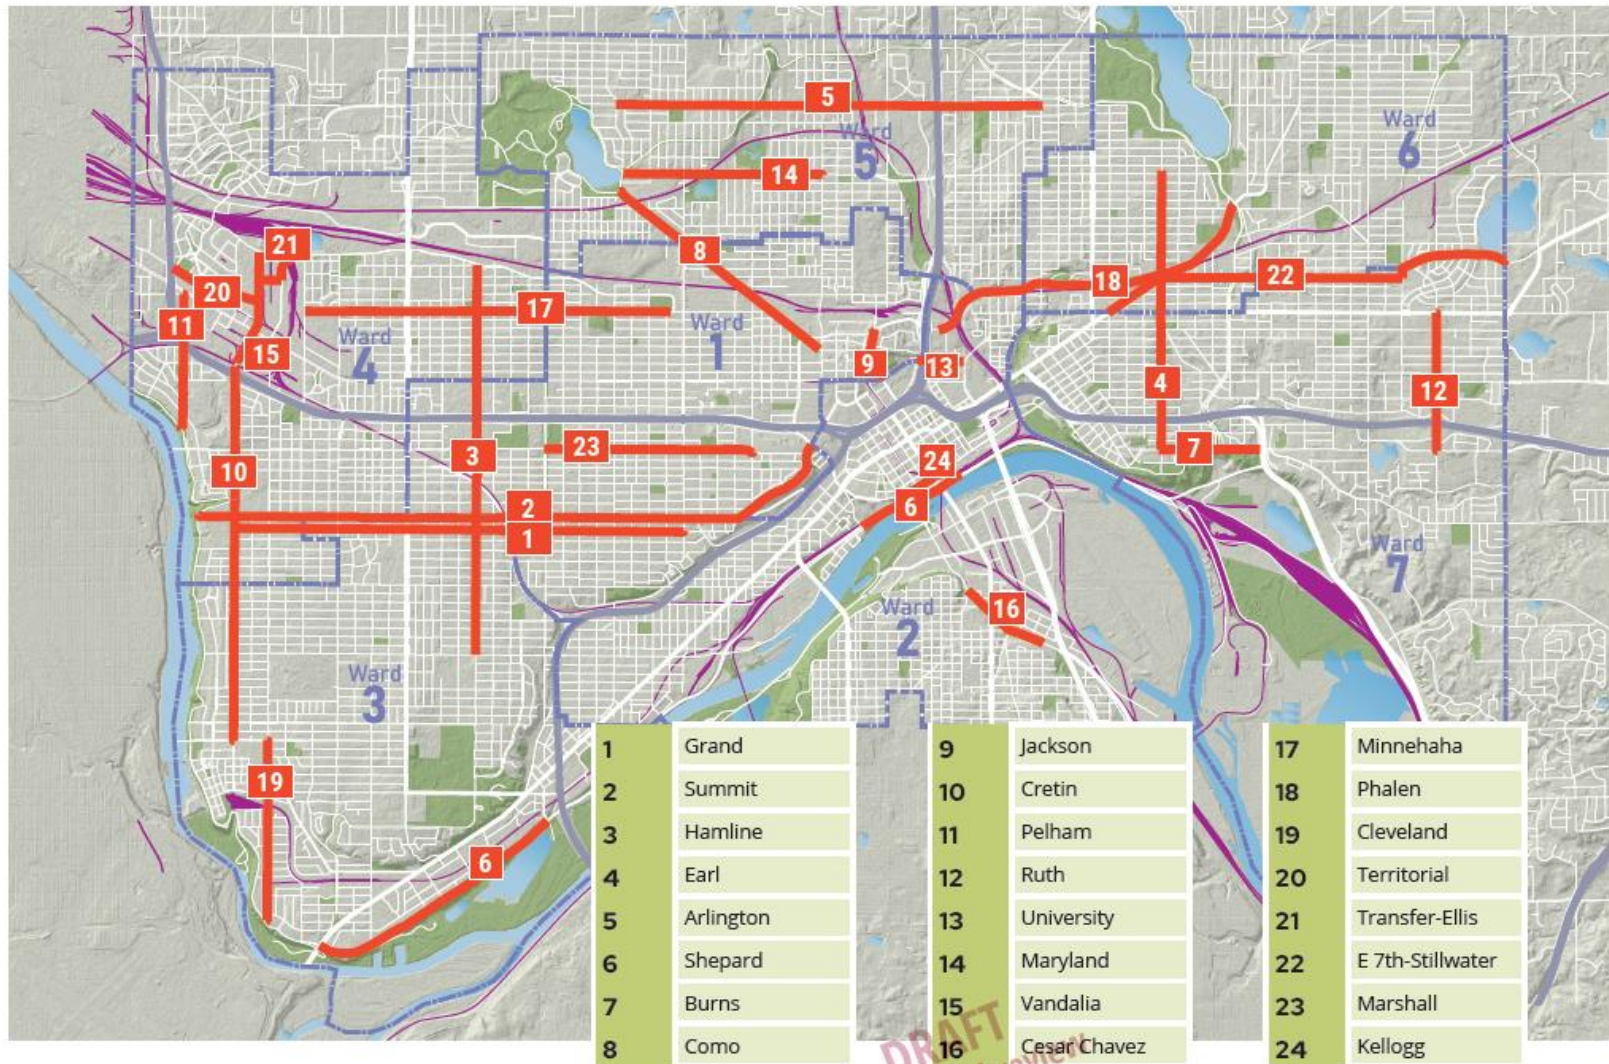 5
Ward
5
Ward
6
14
21
8
18
22
20
17
11
Ward
4
Ward
1
15
9
13
4
12
3
23
7
10
24
2
6
1
Ward
7
16
Ward
2
Ward
3
19
6
1 Grand
2 Summit
3 Hamline
4 Earl
5 Arlington
6 Shepard
7 Burns
8 Como
9 Jackson
10 Cretin
11 Pelham
12 Ruth
13 University
14 Maryland
15 Vandalia
16 Cesar Chavez
17 Minnehaha
18 Phalen
19 Cleveland
20 Territorial
21 Transfer-Ellis
22 E 7th-Stillwater
23 Marshall
24 Kellogg
DRAFT